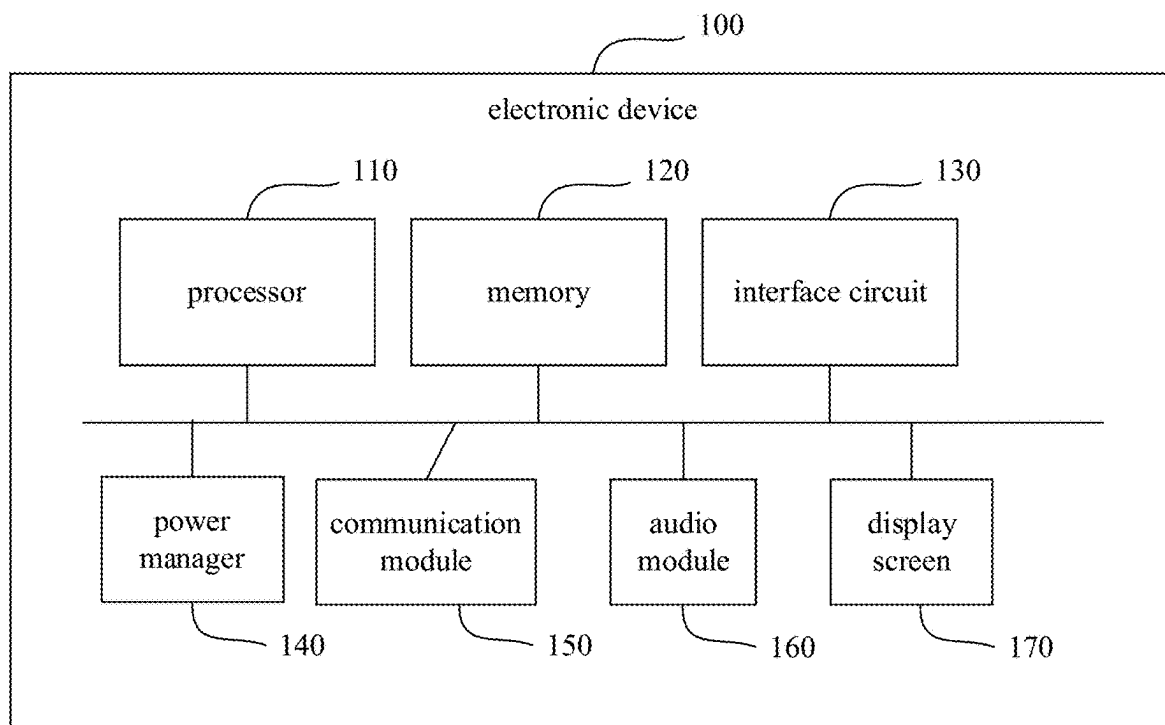 100
electronic device
110
120
130
processor
memory
interface circuit
power
manager
communication
module
audio
module
display
screen
140
150
160
170